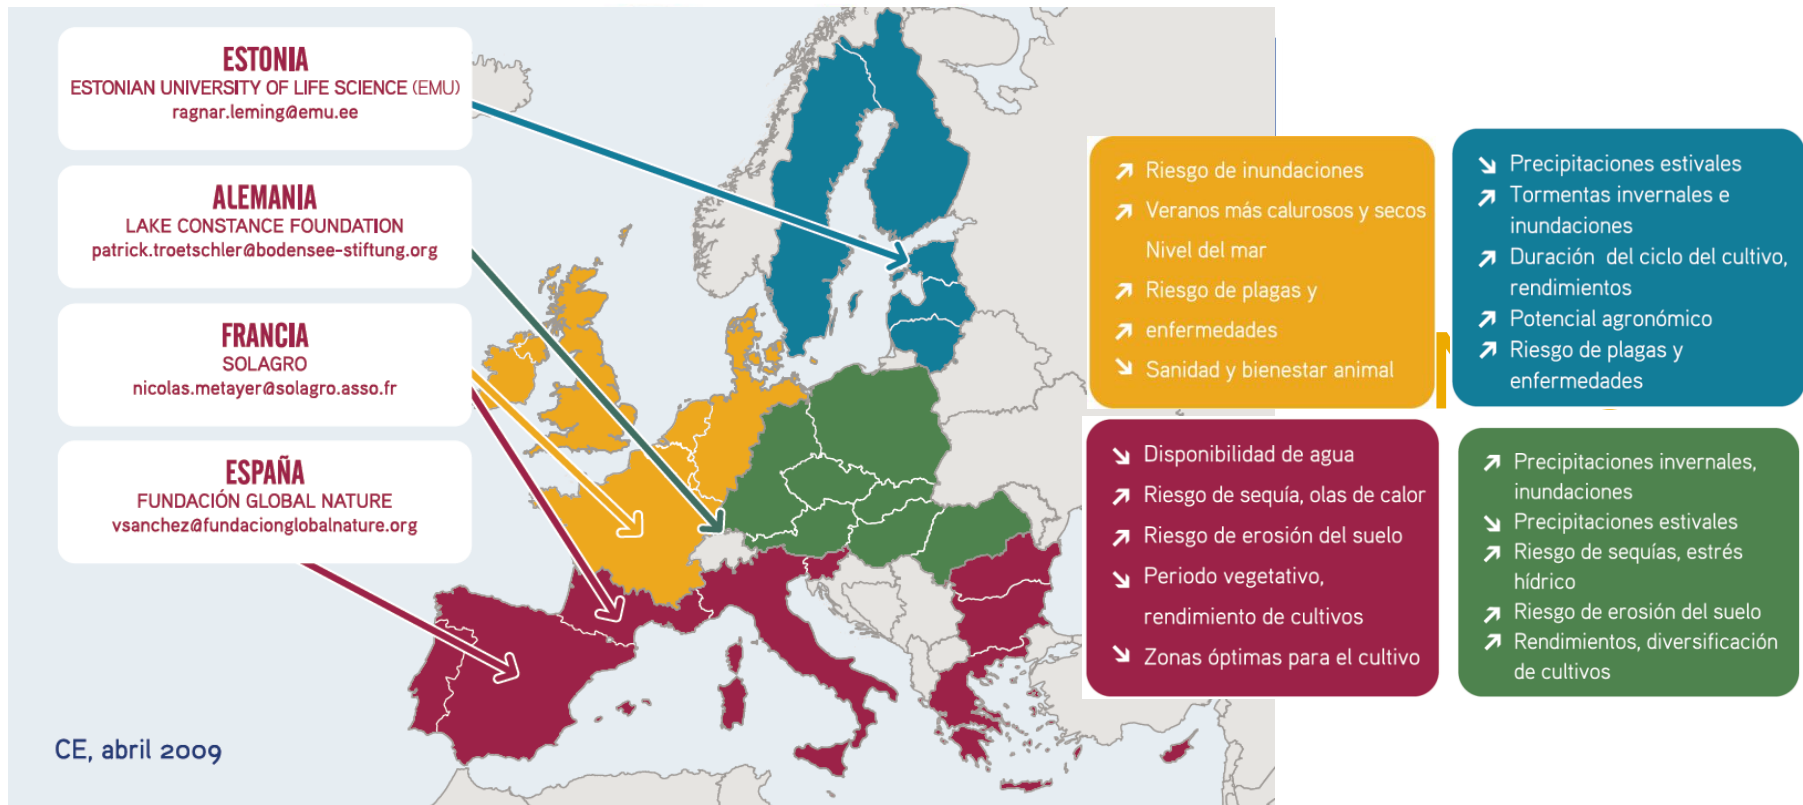 ESTONIA
ESTONIAN UNIVERSITY OF LIFE SCIENCE (EMU)
ragnar.leming@emu.ee
ALEMANIA
LAKE CONSTANCE FOUNDATION
patrick.troetschler@bodensee-stiftung.org
FRANCIA
SOLAGRO
nicolas.metayer@solagro.asso.fr
ESPAÑA
FUNDACIÓN GLOBAL NATURE
vsanchez@fundacionglobalnature.org
CE, abril 2009
↗ Riesgo de inundaciones
↗ Veranos más calurosos y secos
Nivel del mar
↗ Riesgo de plagas y
↗ enfermedades
↘ Sanidad y bienestar animal
↘ Precipitaciones estivales
↗ Tormentas invernales e
inundaciones
↗ Duración del ciclo del cultivo,
rendimientos
↗ Potencial agronómico
↗ Riesgo de plagas y
enfermedades
↘ Disponibilidad de agua
↗ Riesgo de sequía, olas de calor
↗ Riesgo de erosión del suelo
↘ Periodo vegetativo,
rendimiento de cultivos
↘ Zonas óptimas para el cultivo
↗ Precipitaciones invernales,
inundaciones
↘ Precipitaciones estivales
↗ Riesgo de sequías, estrés
hídrico
↗ Riesgo de erosión del suelo
↗ Rendimientos, diversificación
de cultivos